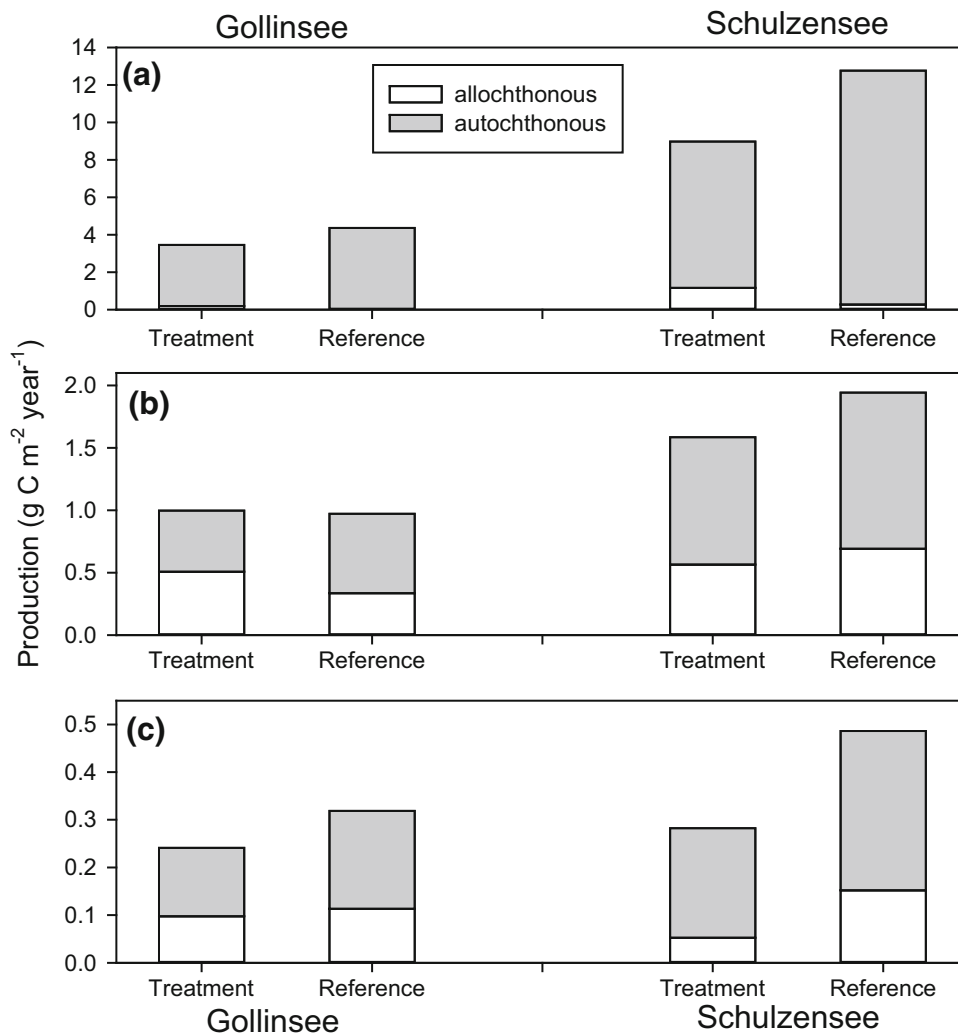 Gollinsee
Schulzensee
(a)
allochthonous
autochthonous
14
12
10
8
6
4
2
0
Treatment
Reference
Treatment
Reference
Production (g C m⁻² year⁻¹)
(b)
2.0
1.5
1.0
0.5
0.0
Treatment
Reference
Treatment
Reference
(c)
0.5
0.4
0.3
0.2
0.1
0.0
Treatment
Reference
Treatment
Reference
Gollinsee
Schulzensee